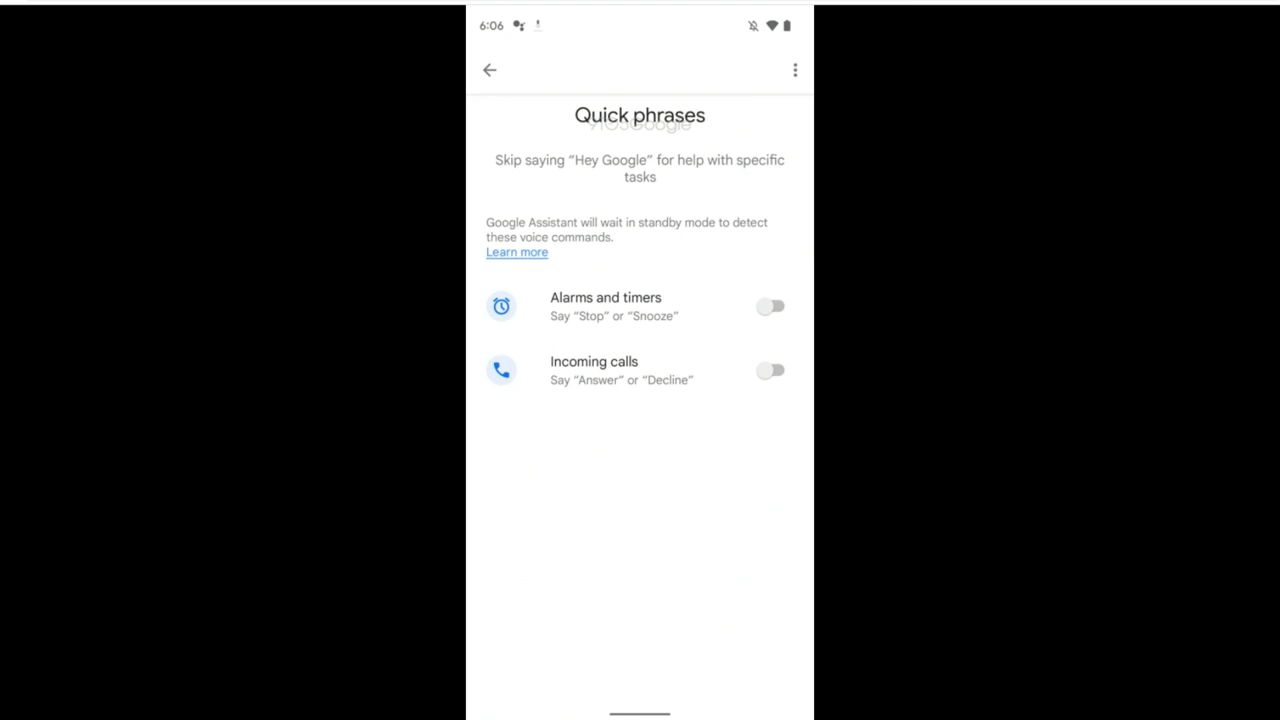 6:06
Quick phrases
9TO5Google
Skip saying “Hey Google” for help with specific
tasks
Google Assistant will wait in standby mode to detect
these voice commands.
Learn more
Alarms and timers
Say “Stop” or “Snooze”
Incoming calls
Say “Answer” or “Decline”